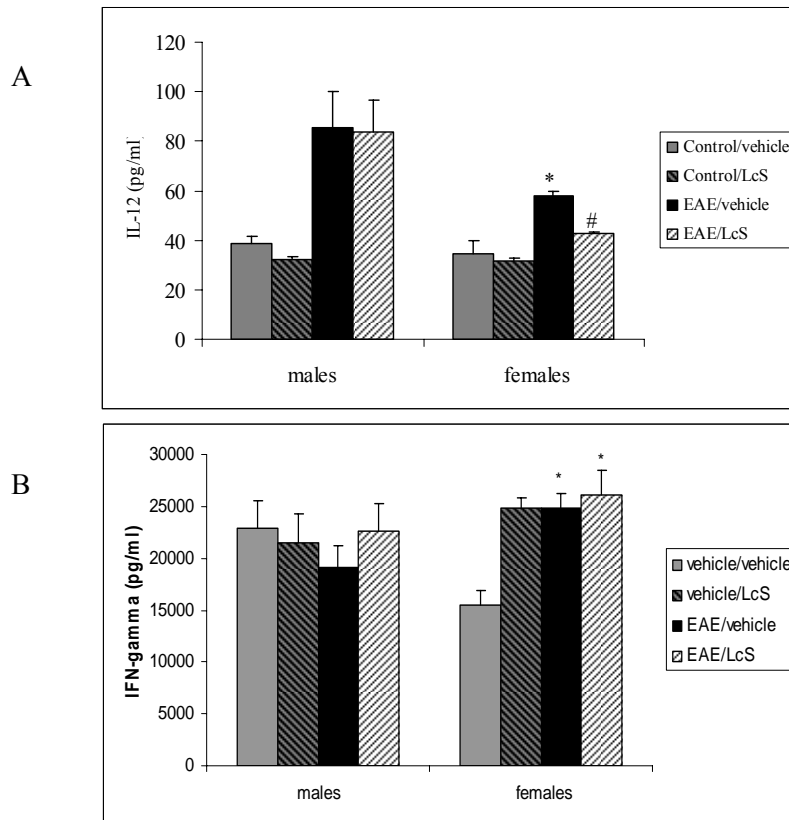 A
120
100
80
60
40
20
0
IL-12 (pg/ml)
*
#
males females
Control/vehicle
Control/LcS
EAE/vehicle
EAE/LcS
B
30000
25000
20000
15000
10000
5000
0
IFN-gamma (pg/ml)
* *
males females
vehicle/vehicle
vehicle/LcS
EAE/vehicle
EAE/LcS